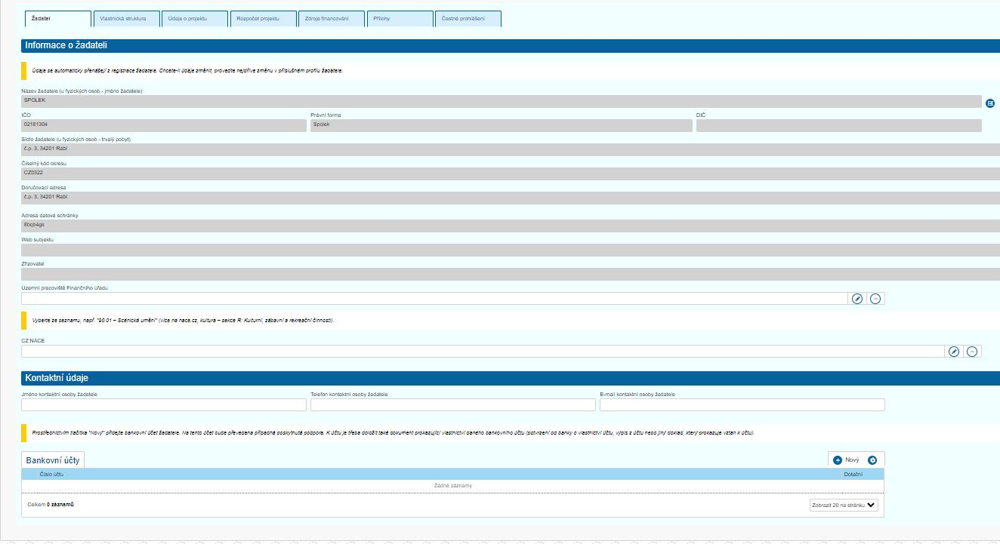 Žadatel Vlastnická struktura Údaje o projektu Rozpočet projektu Zdroje financování Přílohy Čestné prohlášení
Informace o žadateli
Údaje se automaticky přenášejí z registrace žadatele. Chcete-li údaje změnit, proveďte nejdříve změnu v příslušném profilu žadatele.
Název žadatele (u fyzických osob - jméno žadatele)
SPOLEK
IČO Právní forma DIČ
02181304 Spolek
Sídlo žadatele (u fyzických osob - trvalý pobyt)
č.p. 3, 34201 Rabí
Číselný kód okresu
CZ0322
Doručovací adresa
č.p. 3, 34201 Rabí
Adresa datové schránky
8bqb4gk
Web subjektu
Zřizovatel
Územní pracoviště Finančního úřadu
Vyberte ze seznamu, např. "90.01 – Scénická umění" (více na nace.cz, kultura – sekce R: Kulturní, zábavní a rekreační činnosti).
CZ NACE
Kontaktní údaje
Jméno kontaktní osoby žadatele Telefon kontaktní osoby žadatele E-mail kontaktní osoby žadatele
Prostřednictvím tlačítka "Nový" přidejte bankovní účet žadatele. Na tento účet bude převedena případná poskytnutá podpora. K účtu je třeba doložit také dokument prokazující vlastnictví daného bankovního účtu (potvrzení od banky o vlastnictví účtu, výpis z účtu nebo jiný doklad, který prokazuje vztah k účtu).
Bankovní účty Nový
Číslo účtu Dotační
Žádné záznamy
Celkem 0 záznamů Zobrazit 20 na stránku